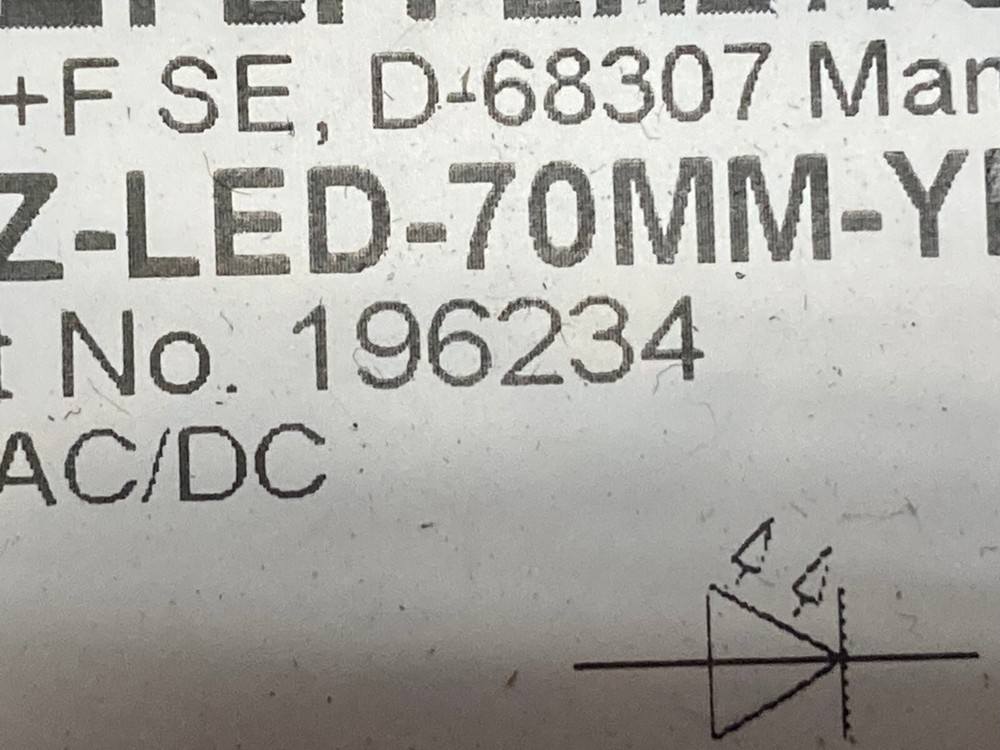 +F SE, D-68307 Man
Z-LED-70MM-Y
t No. 196234
AC/DC